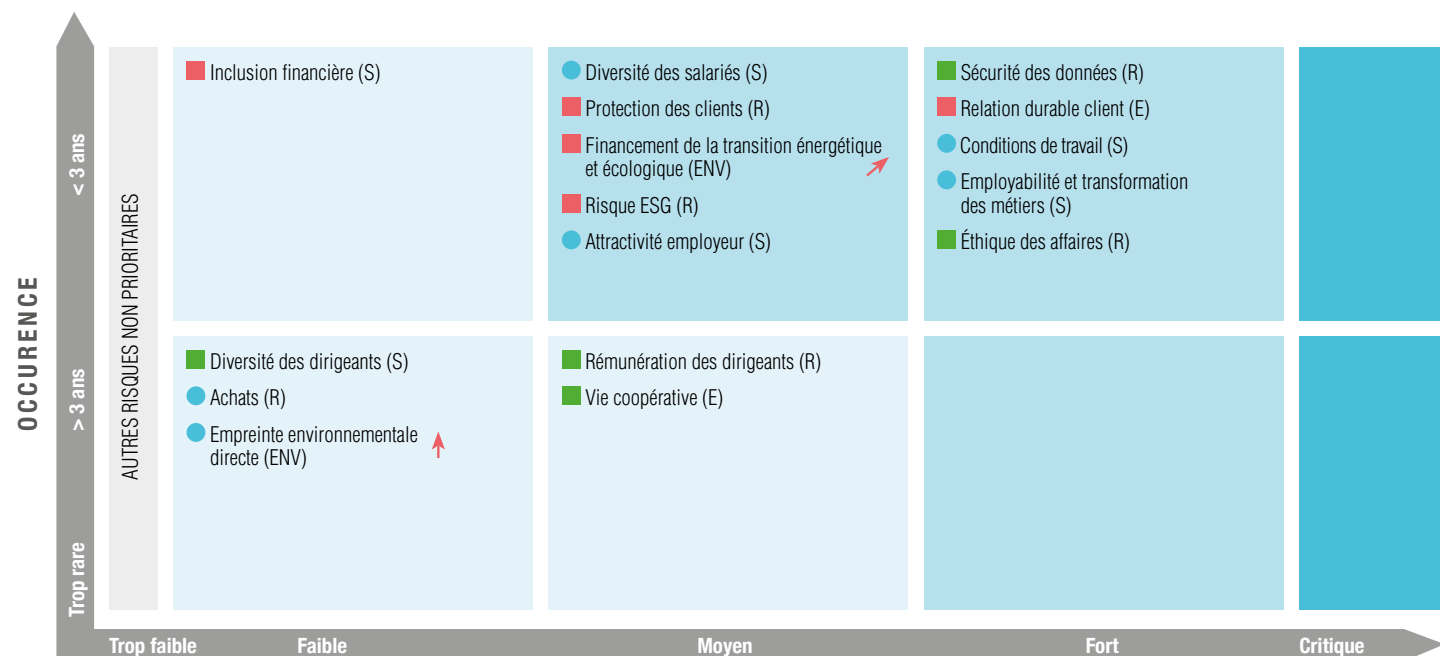 OCCURENCE
< 3 ans
> 3 ans
Trop rare
AUTRES RISQUES NON PRIORITAIRES
Inclusion financière (S)
Diversité des salariés (S)
Protection des clients (R)
Financement de la transition énergétique
et écologique (ENV)
Risque ESG (R)
Attractivité employeur (S)
Sécurité des données (R)
Relation durable client (E)
Conditions de travail (S)
Employabilité et transformation
des métiers (S)
Éthique des affaires (R)
Diversité des dirigeants (S)
Achats (R)
Empreinte environnementale
directe (ENV)
Rémunération des dirigeants (R)
Vie coopérative (E)
Trop faible
Faible
Moyen
Fort
Critique